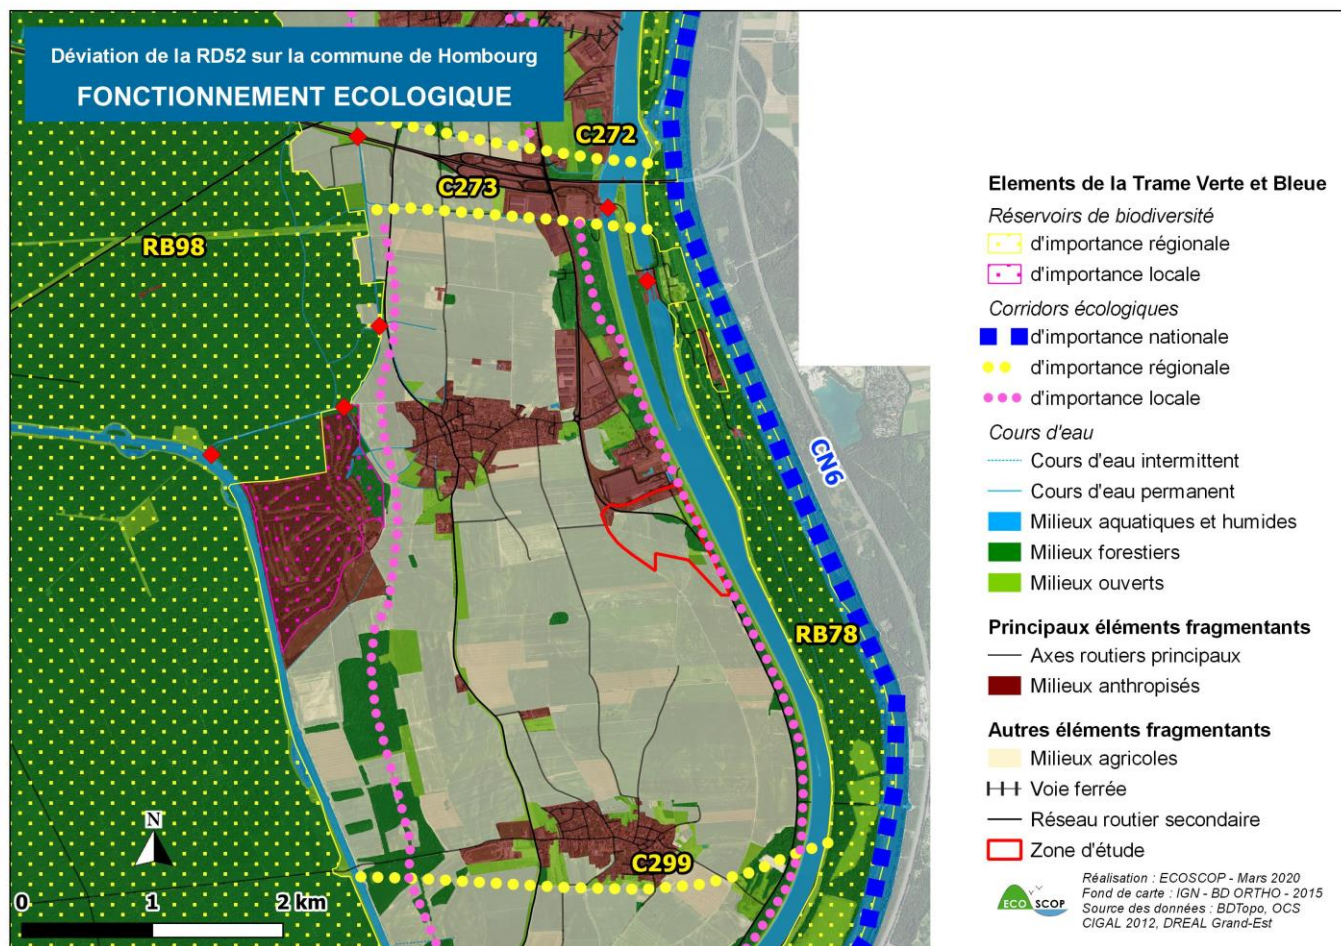 Déviation de la RD52 sur la commune de Hombourg
FONCTIONNEMENT ECOLOGIQUE
C272
C273
RB98
CN6
RB78
C299
N
0 1 2 km
Elements de la Trame Verte et Bleue
Réservoirs de biodiversité
d'importance régionale
d'importance locale
Corridors écologiques
d'importance nationale
d'importance régionale
d'importance locale
Cours d'eau
Cours d'eau intermittent
Cours d'eau permanent
Milieux aquatiques et humides
Milieux forestiers
Milieux ouverts
Principaux éléments fragmentants
Axes routiers principaux
Milieux anthropisés
Autres éléments fragmentants
Milieux agricoles
Voie ferrée
Réseau routier secondaire
Zone d'étude
ECO SCOP
Réalisation : ECOSCOP - Mars 2020
Fond de carte : IGN - BD ORTHO - 2015
Source des données : BDTopo, OCS
CIGAL 2012, DREAL Grand-Est